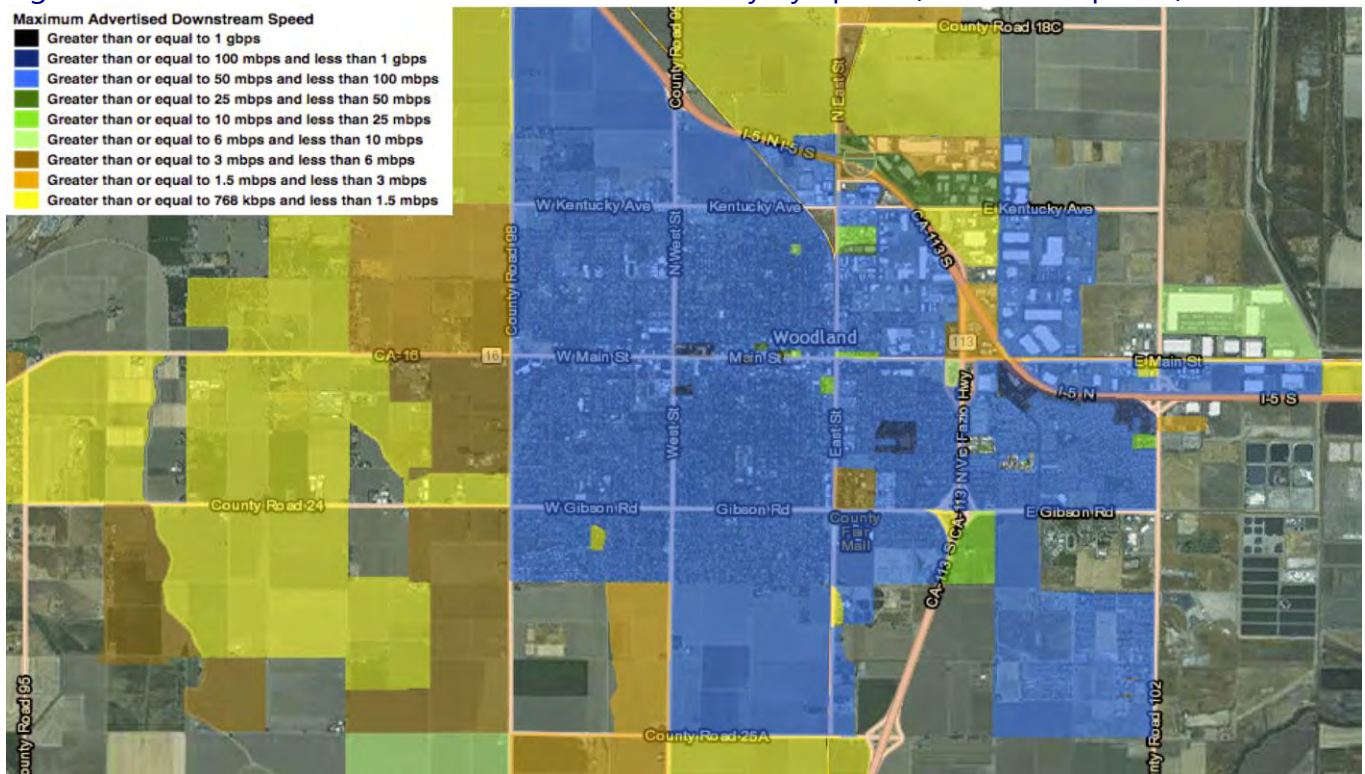 Maximum Advertised Downstream Speed
Greater than or equal to 1 gbps
Greater than or equal to 100 mbps and less than 1 gbps
Greater than or equal to 50 mbps and less than 100 mbps
Greater than or equal to 25 mbps and less than 50 mbps
Greater than or equal to 10 mbps and less than 25 mbps
Greater than or equal to 6 mbps and less than 10 mbps
Greater than or equal to 3 mbps and less than 6 mbps
Greater than or equal to 1.5 mbps and less than 3 mbps
Greater than or equal to 768 kbps and less than 1.5 mbps
County Road 18C
County Road
N East St
I-5 N
I-5 S
W Kentucky Ave
Kentucky Ave
E Kentucky Ave
N West St
CA-113 S
County Road 98
Woodland
CA-16
16
W Main St
Main St
113
E Main St
I-5 N
I-5 S
West St
East St
CA-113 N
County Road 24
W Gibson Rd
Gibson Rd
E Gibson Rd
County
Fair
Mall
CA-113 S
County Road 95
County Road 25A
County Road 102